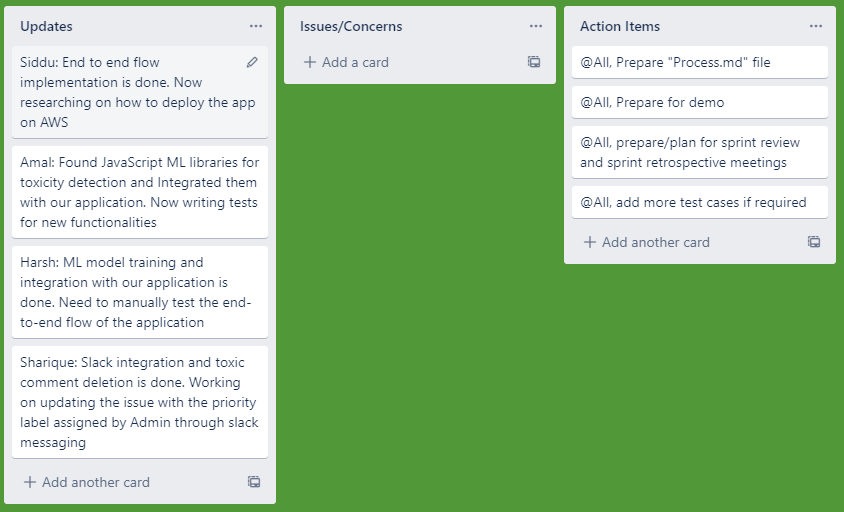 Updates
Siddu: End to end flow
implementation is done. Now
researching on how to deploy the app
on AWS
Amal: Found JavaScript ML libraries for
toxicity detection and Integrated them
with our application. Now writing tests
for new functionalities
Harsh: ML model training and
integration with our application is
done. Need to manually test the end-
to-end flow of the application
Sharique: Slack integration and toxic
comment deletion is done. Working
on updating the issue with the priority
label assigned by Admin through slack
messaging
Add another card
Issues/Concerns
Add a card
Action Items
@All, Prepare "Process.md" file
@All, Prepare for demo
@All, prepare/plan for sprint review
and sprint retrospective meetings
@All, add more test cases if required
Add another card